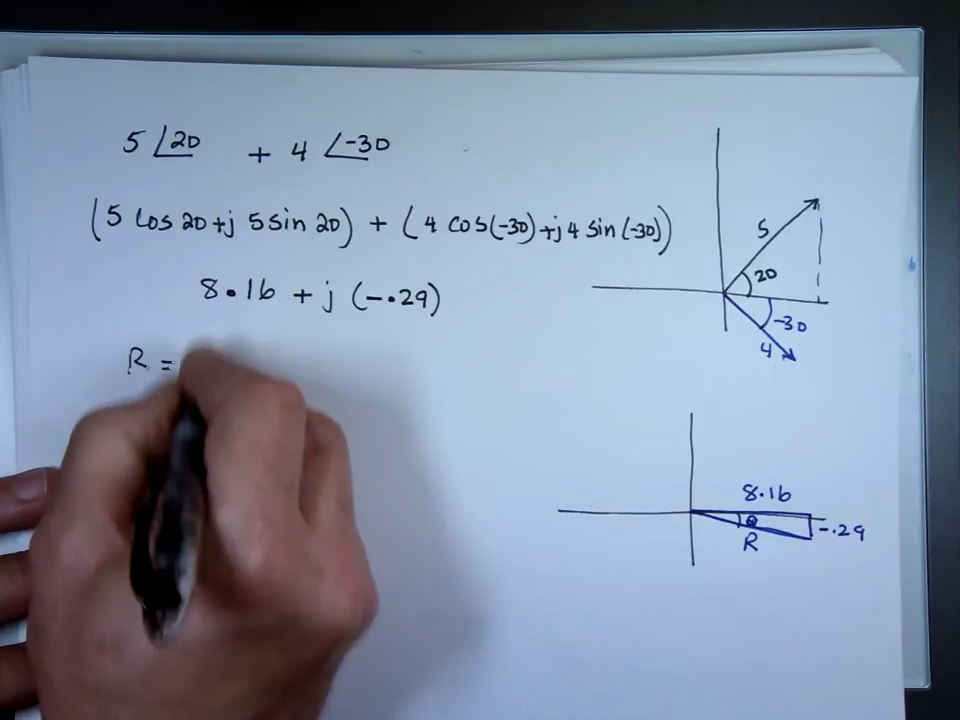 5 ∠20 + 4 ∠-30
(5 cos 20+j 5 sin 20) + (4 cos(-30)+j 4 sin(-30))
8.16 + j (-.29)
R =
5
20
-30
4
8.16
θ
-.29
R